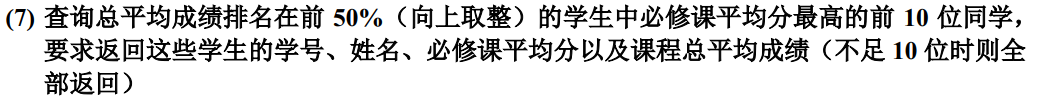 (7) 查询总平均成绩排名在前 50%（向上取整）的学生中必修课平均分最高的前 10 位同学，
要求返回这些学生的学号、姓名、必修课平均分以及课程总平均成绩（不足 10 位时则全
部返回）